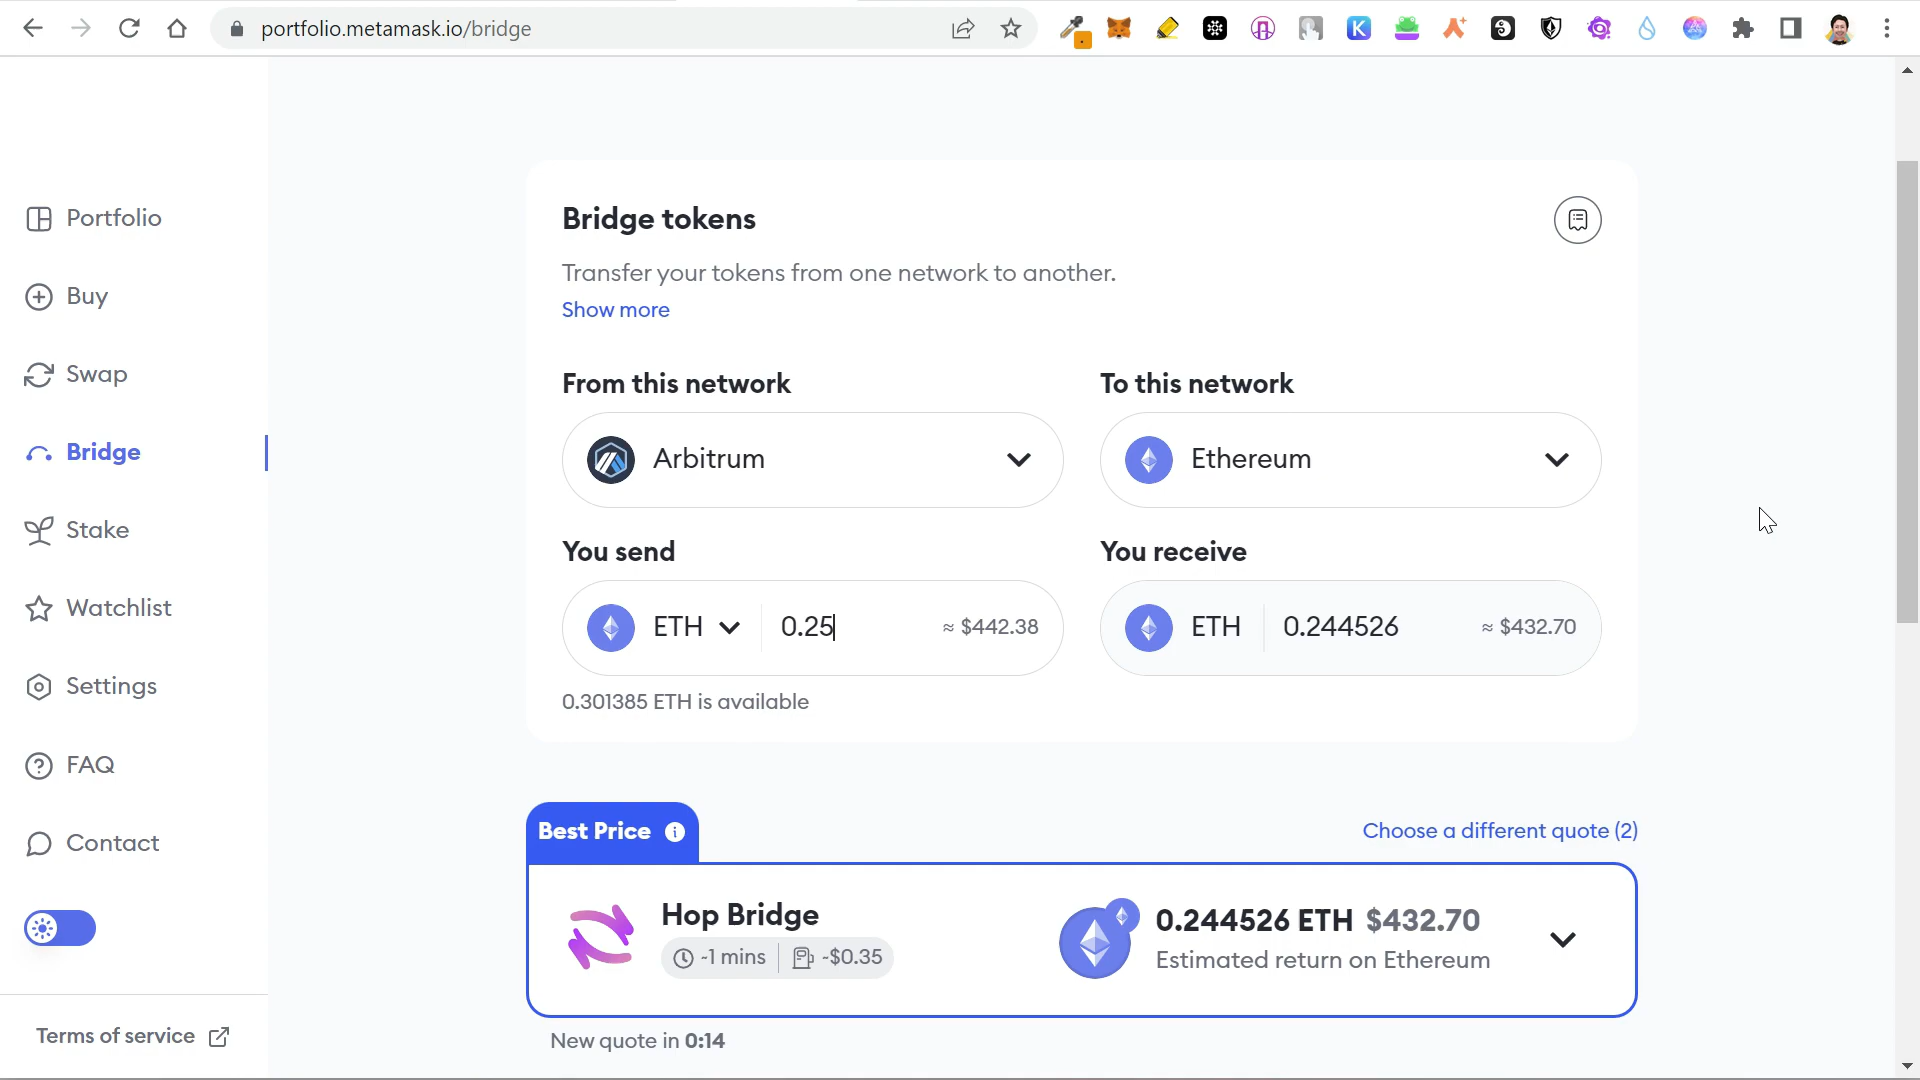 portfolio.metamask.io/bridge
Portfolio
Buy
Swap
Bridge
Stake
Watchlist
Settings
FAQ
Contact
Terms of service
Bridge tokens
Transfer your tokens from one network to another.
Show more
From this network
To this network
Arbitrum
Ethereum
You send
You receive
ETH 0.25 ≈ $442.38
ETH 0.244526 ≈ $432.70
0.301385 ETH is available
Best Price
Choose a different quote (2)
Hop Bridge
~1 mins ~$0.35
0.244526 ETH $432.70
Estimated return on Ethereum
New quote in 0:14